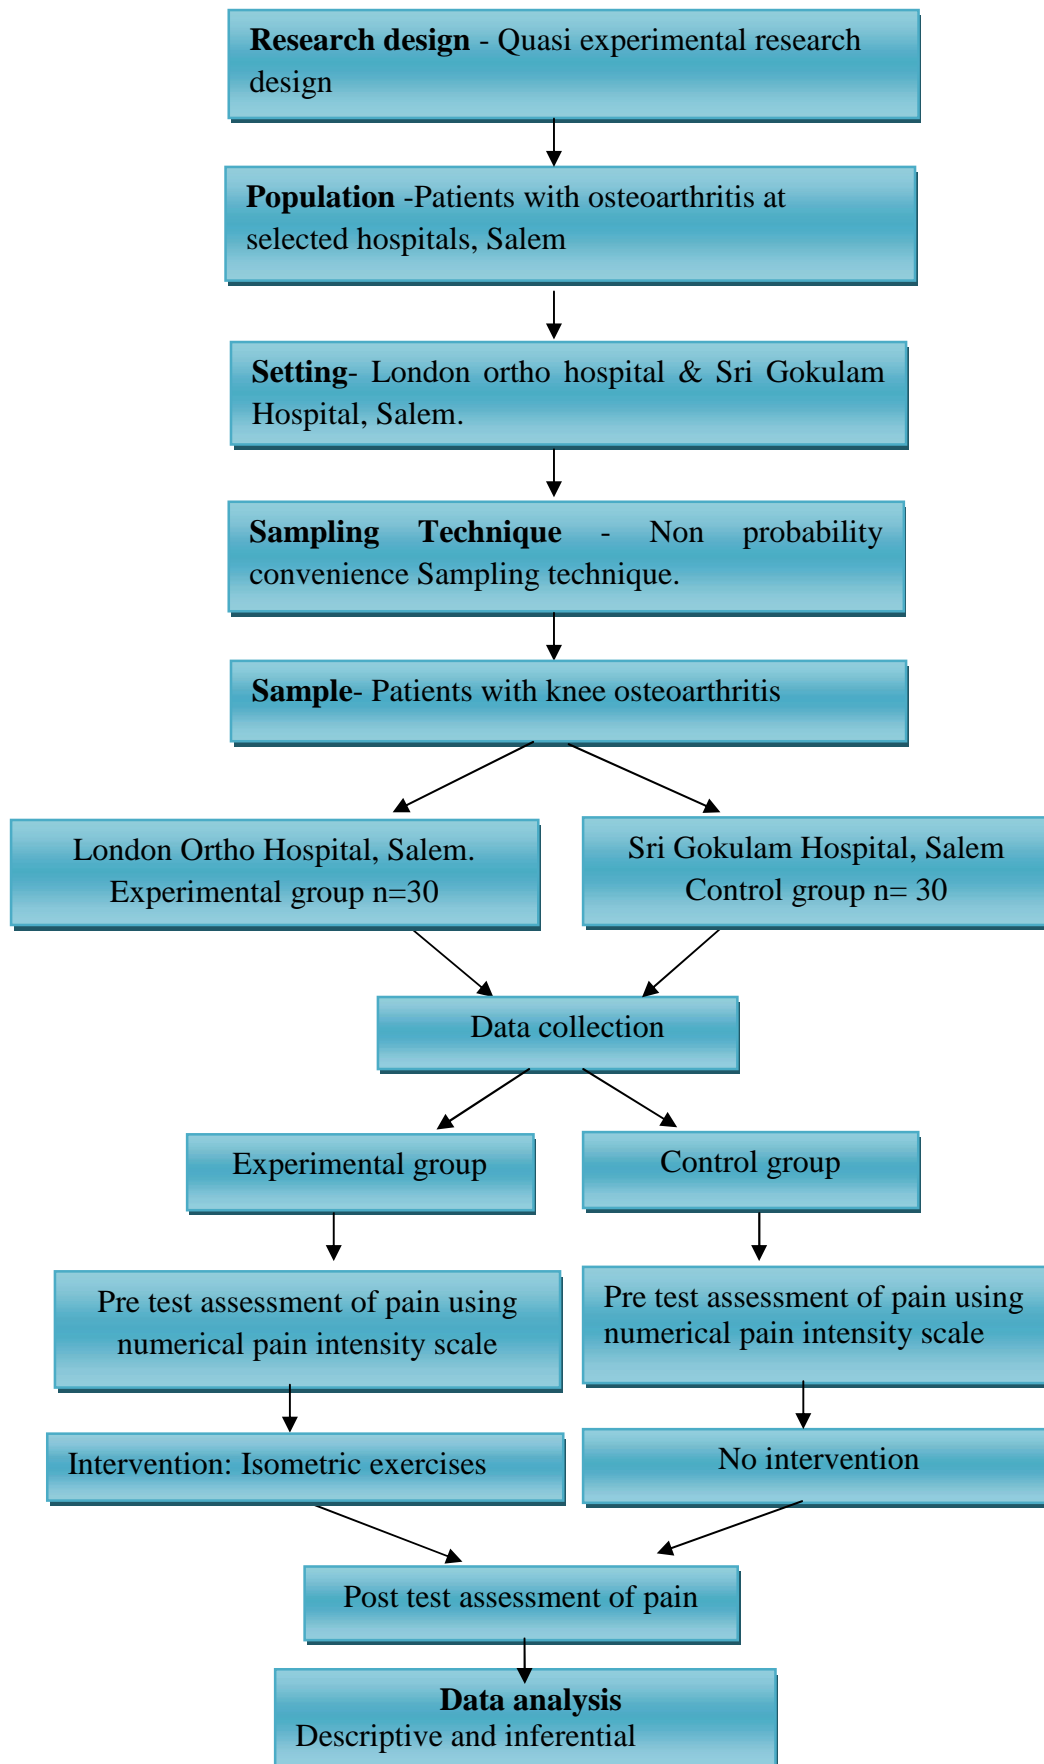 Research design - Quasi experimental research
design
Population -Patients with osteoarthritis at
selected hospitals, Salem
Setting- London ortho hospital & Sri Gokulam
Hospital, Salem.
Sampling Technique - Non probability
convenience Sampling technique.
Sample- Patients with knee osteoarthritis
London Ortho Hospital, Salem.
Experimental group n=30
Sri Gokulam Hospital, Salem
Control group n= 30
Data collection
Experimental group
Control group
Pre test assessment of pain using
numerical pain intensity scale
Pre test assessment of pain using
numerical pain intensity scale
Intervention: Isometric exercises
No intervention
Post test assessment of pain
Data analysis
Descriptive and inferential